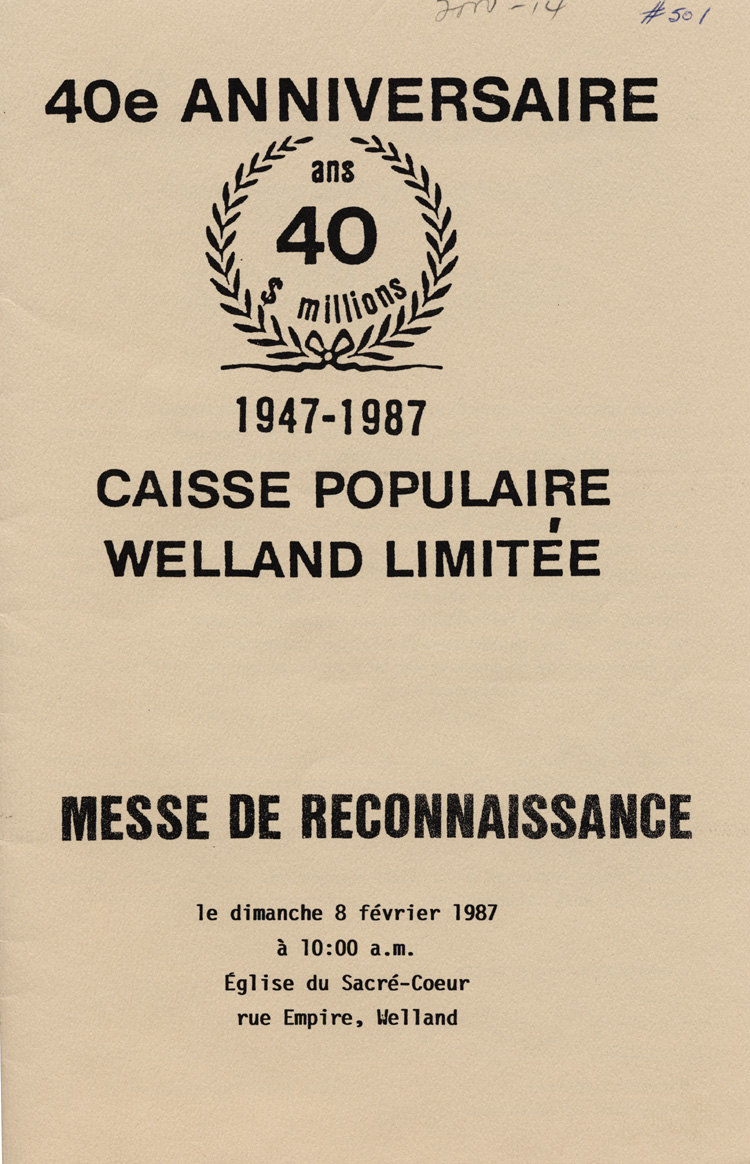 #501
40e ANNIVERSAIRE
ans
40
$ millions
1947-1987
CAISSE POPULAIRE
WELLAND LIMITÉE
MESSE DE RECONNAISSANCE
le dimanche 8 février 1987
à 10:00 a.m.
Église du Sacré-Coeur
rue Empire, Welland